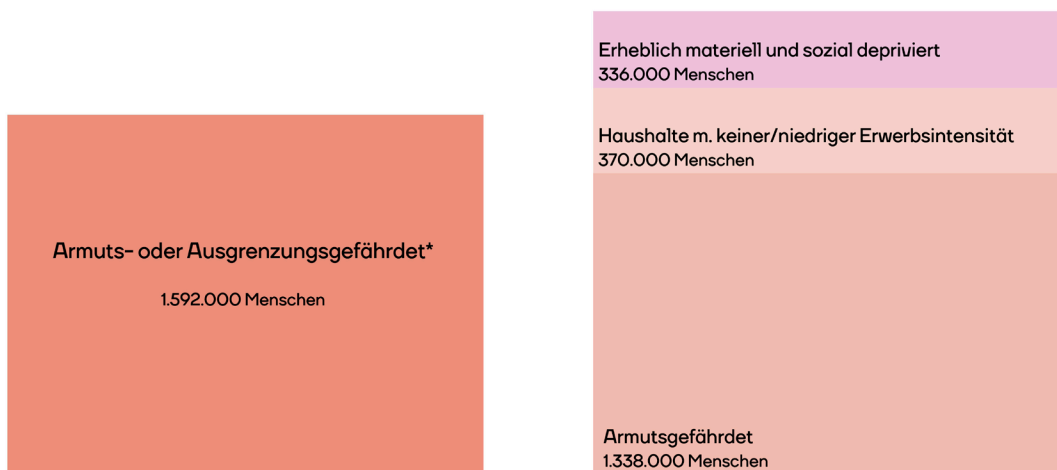 Armuts- oder Ausgrenzungsgefährdet*
1.592.000 Menschen
Erheblich materiell und sozial depriviert
336.000 Menschen
Haushalte m. keiner/niedriger Erwerbsintensität
370.000 Menschen
Armutsgefährdet
1.338.000 Menschen